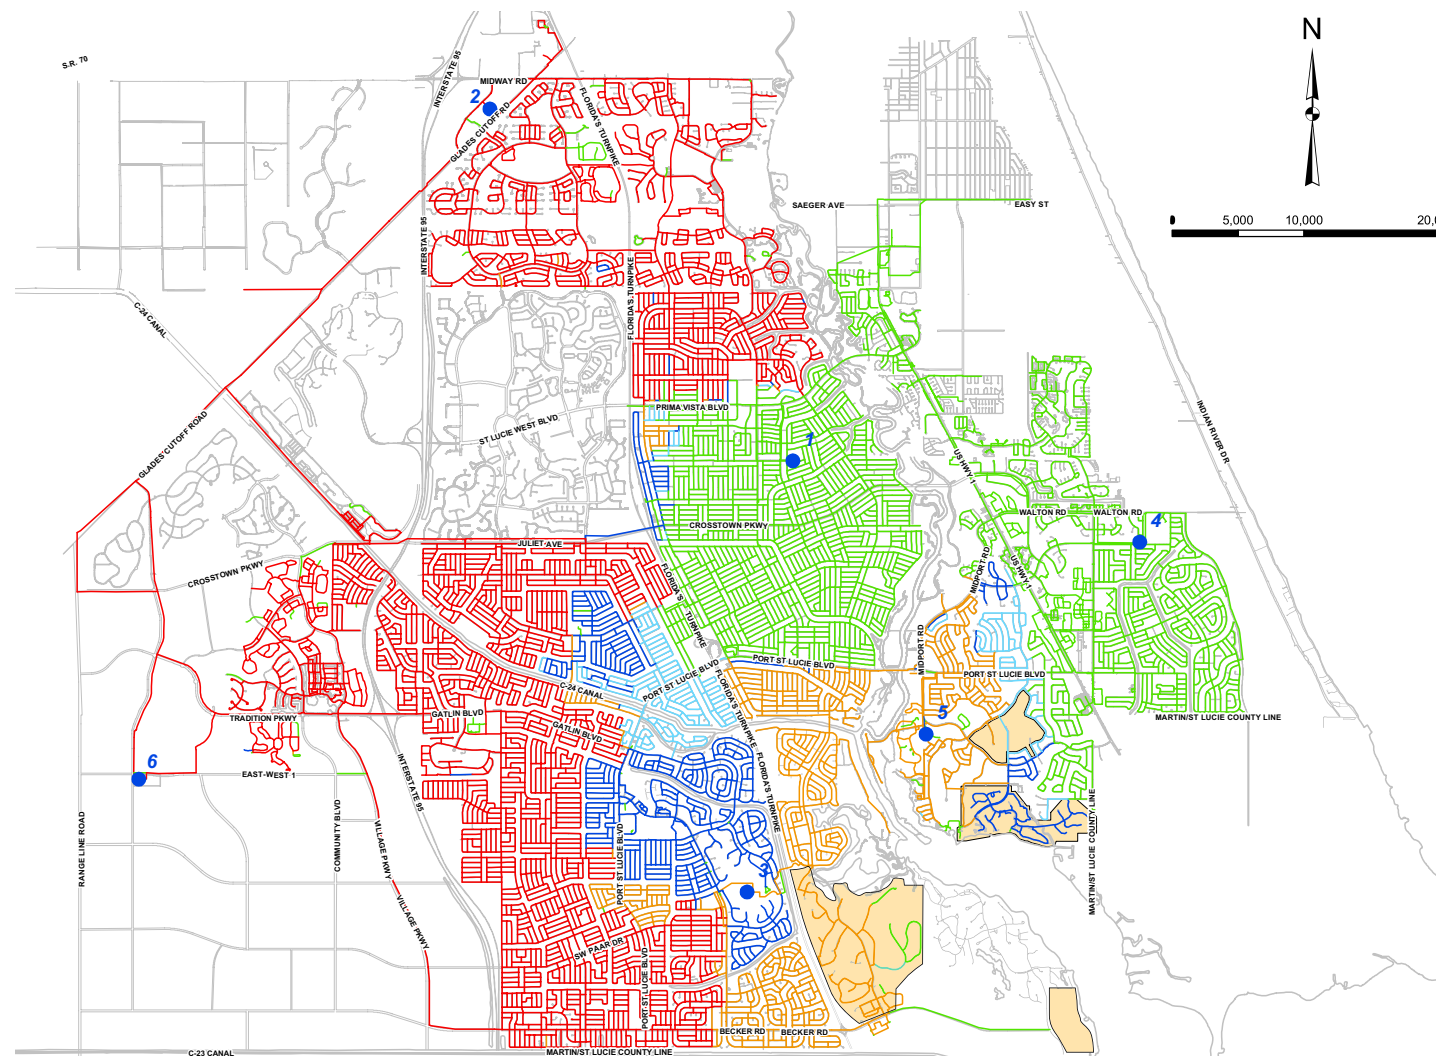 N
S.R. 70
INTERSTATE 95
MIDWAY RD
2
GLADES CUTOFF RD
FLORIDA'S TURNPIKE
SAEGER AVE
EASY ST
5,000
10,000
20,0
INTERSTATE 95
FLORIDA'S TURNPIKE
C-24 CANAL
PRIMA VISTA BLVD
ST LUCIE WEST BLVD
1
GLADES CUTOFF ROAD
US HWY 1
INDIAN RIVER DR
CROSSTOWN PKWY
WALTON RD
WALTON RD
4
JULIET AVE
CROSSTOWN PKWY
FLORIDA'S
TURNPIKE
MIDPORT RD
US HWY 1
MIDPORT RD
PORT ST LUCIE BLVD
PORT ST LUCIE BLVD
PORT ST LUCIE BLVD
C-24 CANAL
FLORIDA'S TURNPIKE
TRADITION PKWY
GATLIN BLVD
GATLIN BLVD
5
MARTIN/ST LUCIE COUNTY LINE
6
EAST-WEST 1
INTERSTATE 95
FLORIDA'S TURNPIKE
RANGE LINE ROAD
COMMUNITY BLVD
VILLAGE PKWY
PORT ST LUCIE BLVD
3
MARTIN/ST LUCIE COUNTY LINE
VILLAGE PKWY
SW PAAR DR
PORT ST LUCIE BLVD
BECKER RD
BECKER RD
C-23 CANAL
MARTIN/ST LUCIE COUNTY LINE